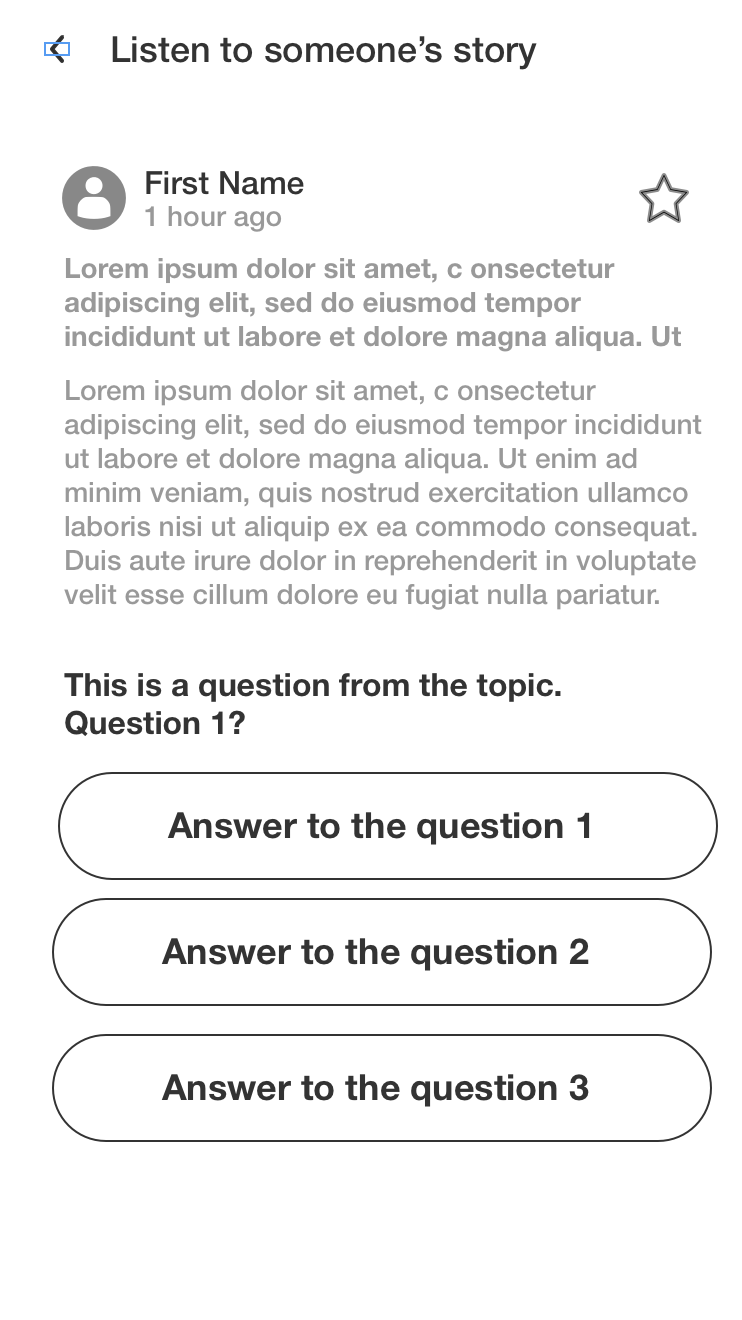 Listen to someone’s story
First Name
1 hour ago
Lorem ipsum dolor sit amet, c onsectetur
adipiscing elit, sed do eiusmod tempor
incididunt ut labore et dolore magna aliqua. Ut
Lorem ipsum dolor sit amet, c onsectetur
adipiscing elit, sed do eiusmod tempor incididunt
ut labore et dolore magna aliqua. Ut enim ad
minim veniam, quis nostrud exercitation ullamco
laboris nisi ut aliquip ex ea commodo consequat.
Duis aute irure dolor in reprehenderit in voluptate
velit esse cillum dolore eu fugiat nulla pariatur.
This is a question from the topic.
Question 1?
Answer to the question 1
Answer to the question 2
Answer to the question 3